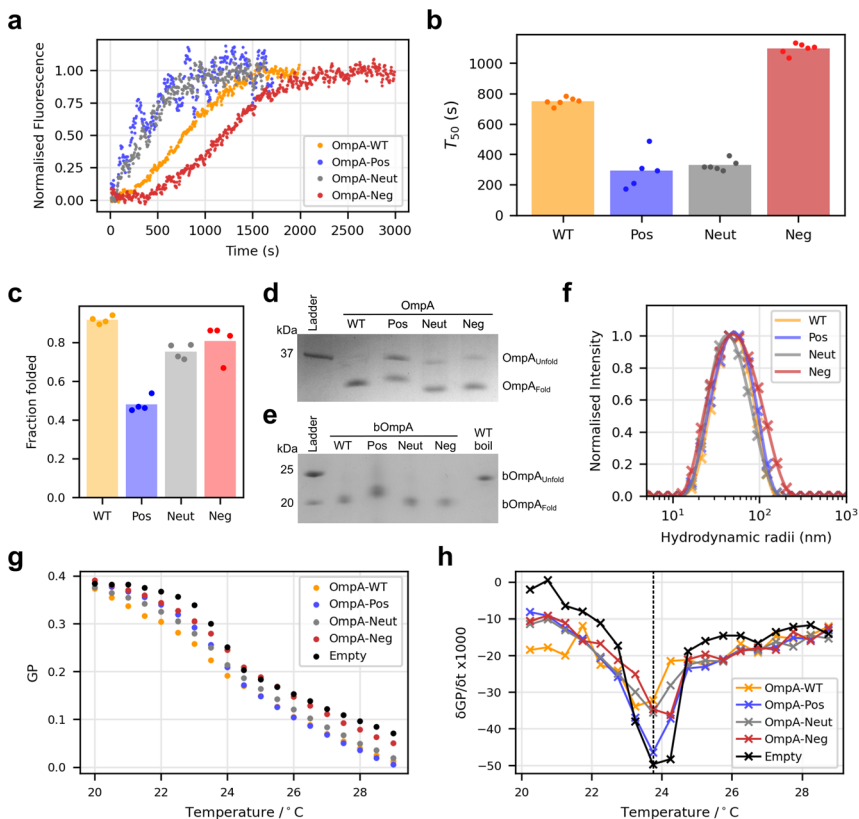 a
Normalised Fluorescence
1.00
0.75
0.50
0.25
0.00
OmpA-WT
OmpA-Pos
OmpA-Neut
OmpA-Neg
0 500 1000 1500 2000 2500 3000
Time (s)
b
T50 (s)
1000
800
600
400
200
0
WT Pos Neut Neg
c
Fraction folded
0.8
0.6
0.4
0.2
0.0
WT Pos Neut Neg
d
kDa
Ladder
OmpA
WT Pos Neut Neg
37
OmpAUnfold
OmpAFold
e
kDa
Ladder
bOmpA
WT Pos Neut Neg
WT
boil
25
20
bOmpAUnfold
bOmpAFold
f
Normalised Intensity
1.0
0.8
0.6
0.4
0.2
0.0
WT
Pos
Neut
Neg
10¹ 10² 10³
Hydrodynamic radii (nm)
g
GP
0.4
0.3
0.2
0.1
0.0
OmpA-WT
OmpA-Pos
OmpA-Neut
OmpA-Neg
Empty
20 22 24 26 28
Temperature / °C
h
δGP/δt x1000
0
−10
−20
−30
−40
−50
OmpA-WT
OmpA-Pos
OmpA-Neut
OmpA-Neg
Empty
20 22 24 26 28
Temperature / °C